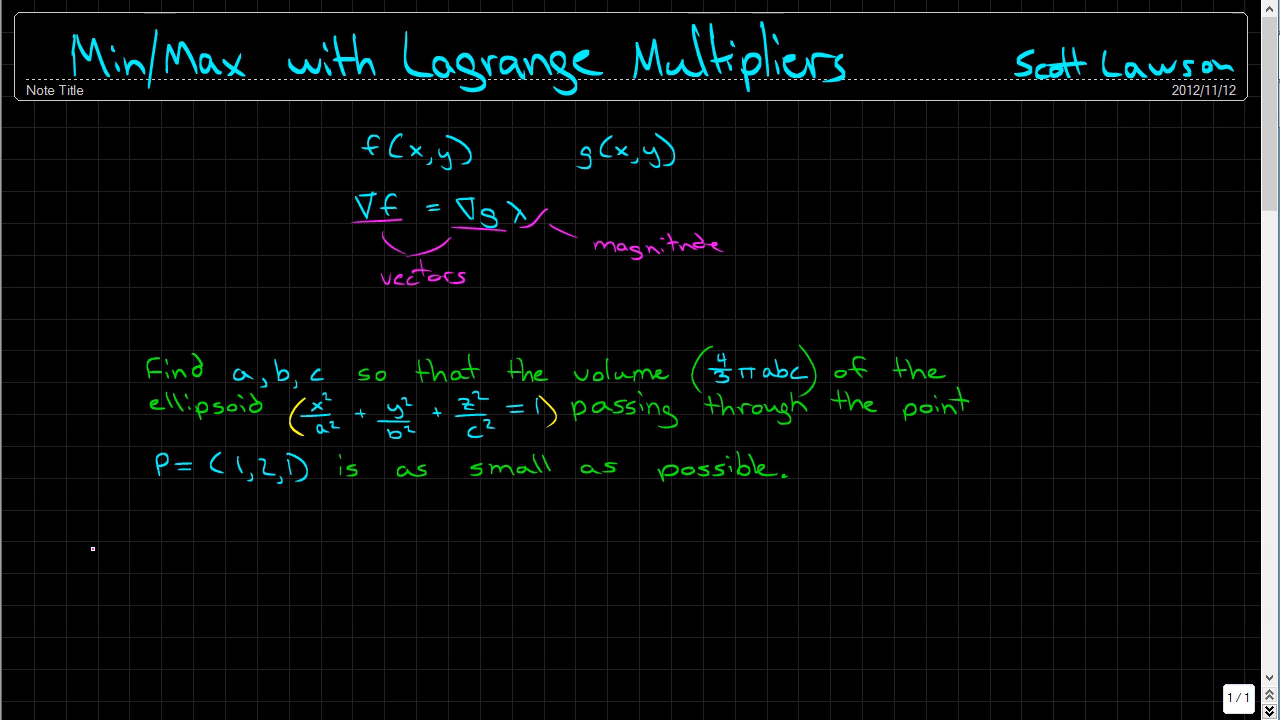 Min/Max with Lagrange Multipliers Scott Lawson
Note Title 2012/11/12
f(x,y) g(x,y)
∇f = ∇g λ
magnitude
vectors
Find a, b, c so that the volume (4/3 π abc) of the
ellipsoid (x²/a² + y²/b² + z²/c² = 1) passing through the point
P = (1,2,1) is as small as possible.
1 / 1